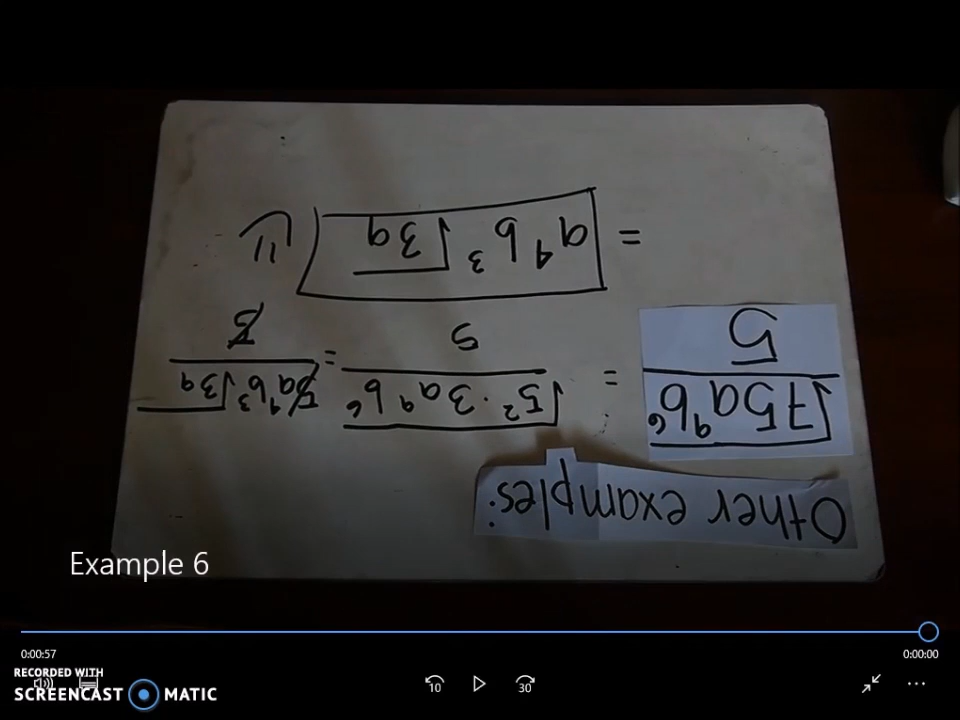 Other examples:
√75a⁹b⁶ / 5 = √5²·3a⁹b⁶ / 5 = 5a⁴b³√3a / 5
= a⁴b³√3a
Example 6
0:00:57
0:00:00
10
30
RECORDED WITH
SCREENCAST MATIC